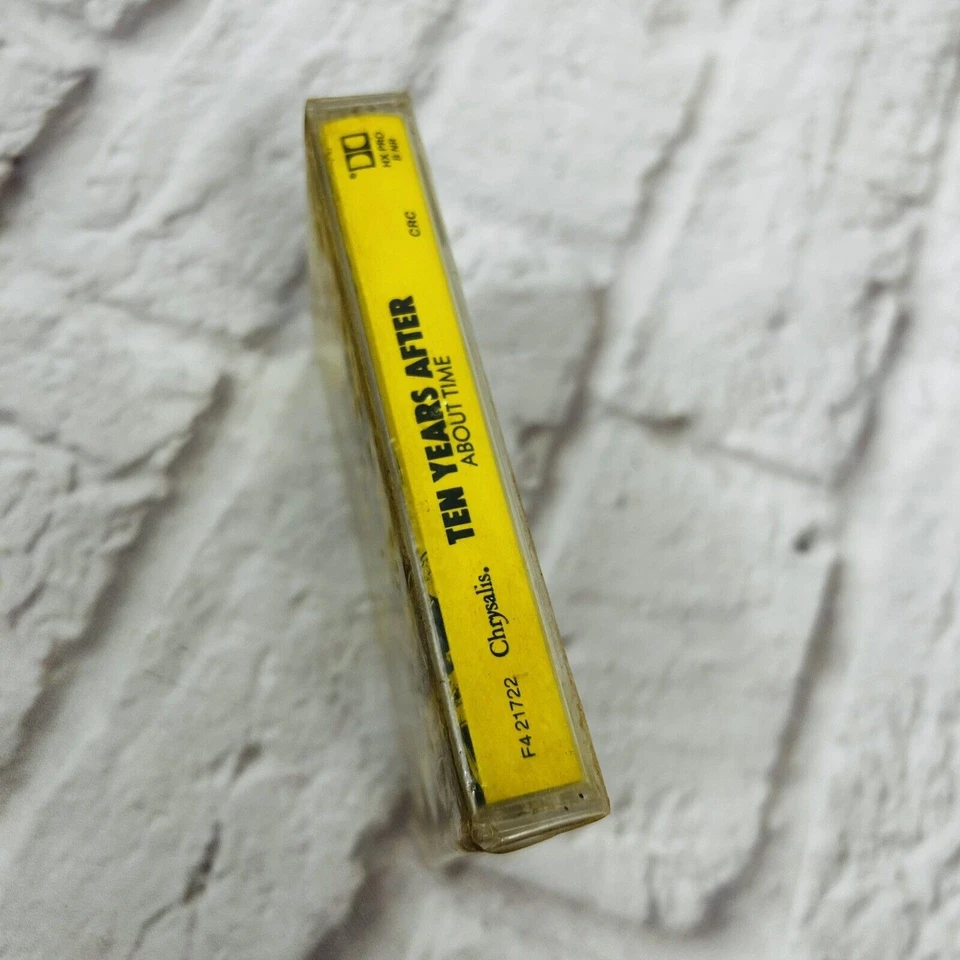 F4 21722
Chrysalis.
TEN YEARS AFTER
ABOUT TIME
CRC
HX PRO
B NR